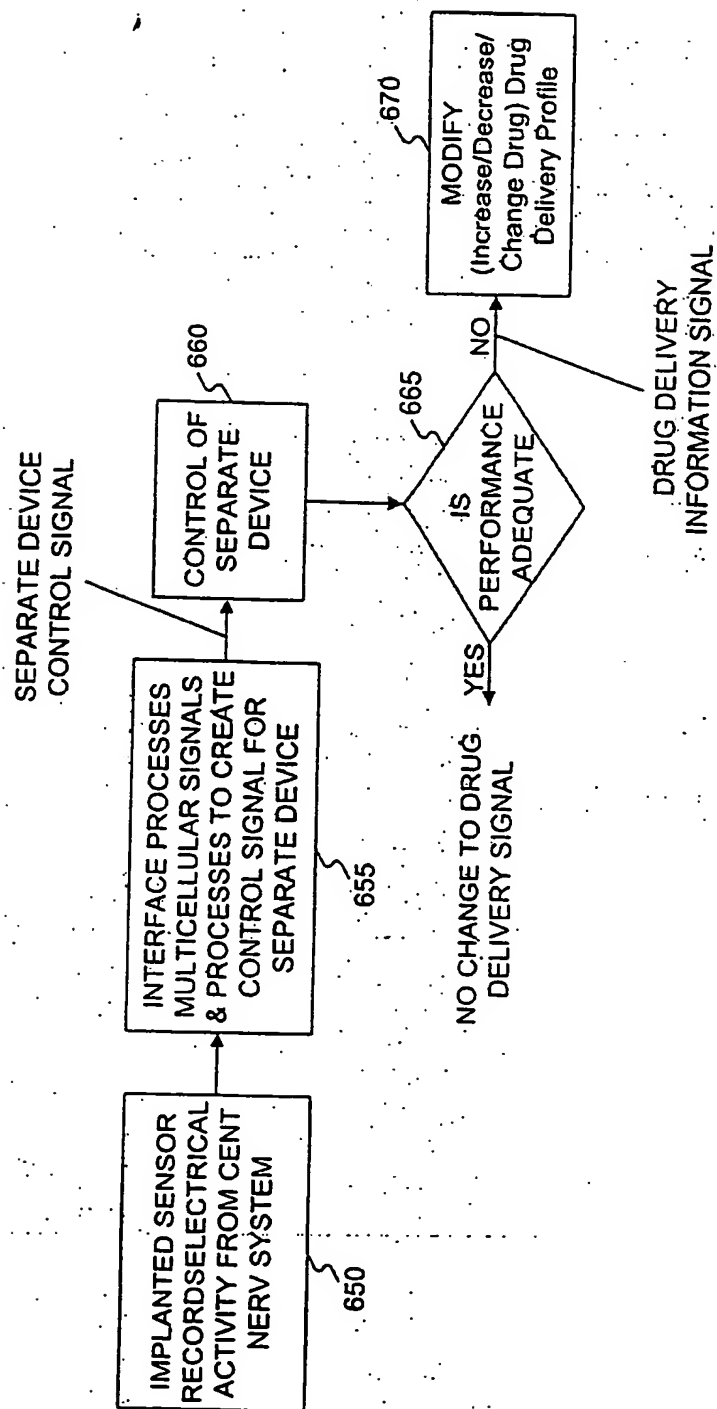 IMPLANTED SENSOR
RECORDSELECTRICAL
ACTIVITY FROM CENT
NERV SYSTEM
650
INTERFACE PROCESSES
MULTICELLULAR SIGNALS
& PROCESSES TO CREATE
CONTROL SIGNAL FOR
SEPARATE DEVICE
655
SEPARATE DEVICE
CONTROL SIGNAL
CONTROL OF
SEPARATE
DEVICE
660
IS
PERFORMANCE
ADEQUATE
665
YES
NO CHANGE TO DRUG
DELIVERY SIGNAL
NO
DRUG DELIVERY
INFORMATION SIGNAL
MODIFY
(Increase/Decrease/
Change Drug) Drug
Delivery Profile
670